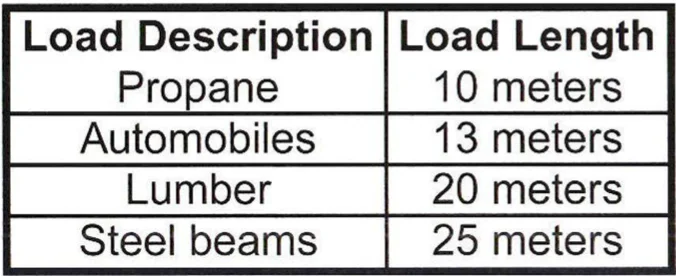 Load Description Load Length
Propane 10 meters
Automobiles 13 meters
Lumber 20 meters
Steel beams 25 meters